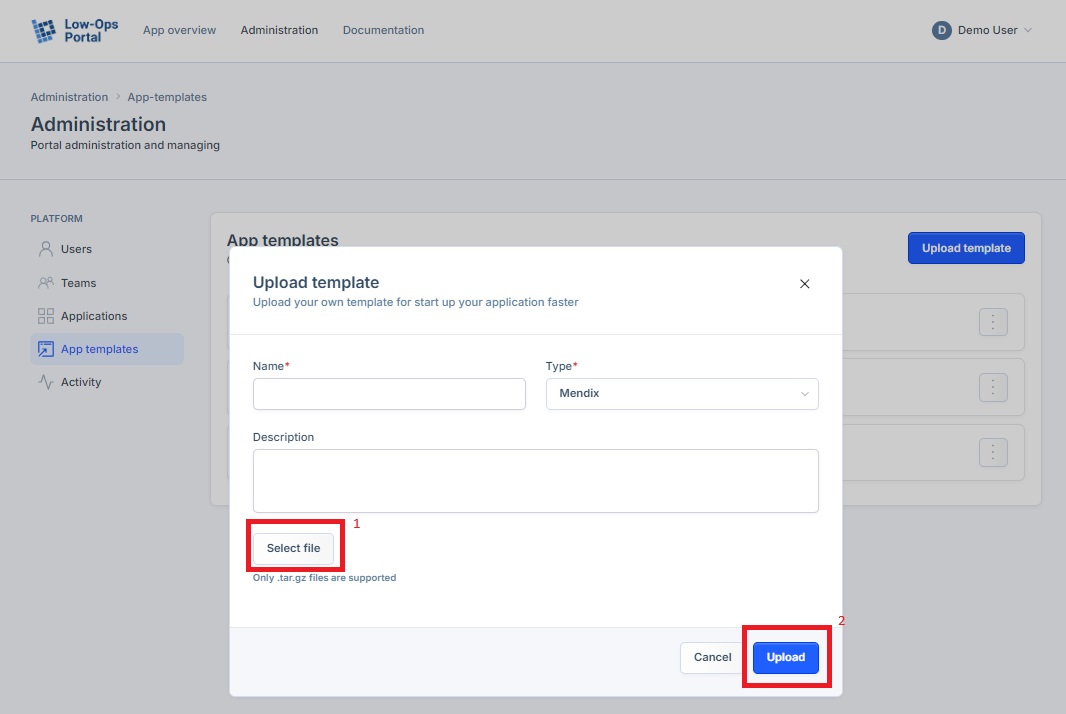 Low-Ops
Portal
App overview
Administration
Documentation
D
Demo User
Administration > App-templates
Administration
Portal administration and managing
PLATFORM
Users
Teams
Applications
App templates
Activity
App templates
Upload template
Upload template
Upload your own template for start up your application faster
Name*
Type*
Mendix
Description
Select file
1
Only .tar.gz files are supported
2
Cancel
Upload